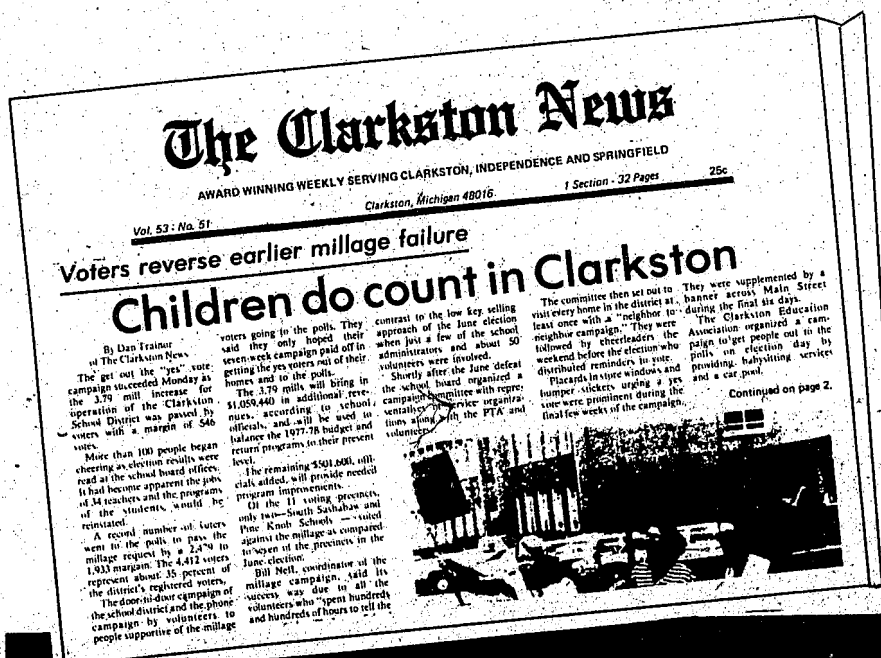 The Clarkston News
AWARD WINNING WEEKLY SERVING CLARKSTON, INDEPENDENCE AND SPRINGFIELD
Vol. 53 : No. 51
Clarkston, Michigan 48016
1 Section - 32 Pages
25c
Voters reverse earlier millage failure
Children do count in Clarkston
By Dan Trainor
of The Clarkston News
The get out the "yes" vote
campaign succeeded Monday as
the 3.79 mill increase for
operation of the Clarkston
School District was passed by
voters with a margin of 546
votes.
More than 100 people began
cheering as election results were
read at the school board offices.
It had become apparent the jobs
of 34 teachers and the programs
of the students, would be
reinstated.
A record number of voters
went to the polls to pass the
millage request by a 2,479 to
1,933 margain. The 4,412 voters
represent about 35 percent of
the district's registered voters,
The door-to-door campaign of
the school district and the phone
campaign by volunteers to
people supportive of the millage
voters going to the polls. They
said they only hoped their
seven-week campaign paid off in
getting the yes voters out of their
homes and to the polls.
The 3.79 mills will bring in
$1,059,440 in additional reve-
nues, according to school
officials, and will be used to
balance the 1977-78 budget and
return programs to their present
level.
The remaining $501,600, offi-
cials added, will provide needed
program improvements.
Of the 11 voting precincts,
only two—South Sashabaw and
Pine Knob Schools — voted
against the millage as compared
to seven of the precincts in the
June election.
Bill Neff, coordinator of the
millage campaign, said its
success was due to all the
volunteers who "spent hundreds
and hundreds of hours to tell the
contrast to the low key selling
approach of the June election
when just a few of the school
administrators and about 50
volunteers were involved.
Shortly after the June defeat
the school board organized a
campaign committee with repre-
service organiza-
tions along with the PTA and
volunteers.
The committee then set out to
visit every home in the district at
least once with a "neighbor to
neighbor campaign." They were
followed by cheerleaders the
weekend before the election who
distributed reminders to vote.
Placards in store windows and
bumper stickers urging a yes
vote were prominent during the
final few weeks of the campaign.
They were supplemented by a
banner across Main Street
during the final six days.
The Clarkston Education
Association organized a cam-
paign to get people out to the
polls on election day by
providing babysitting services
and a car pool.
Continued on page 2.